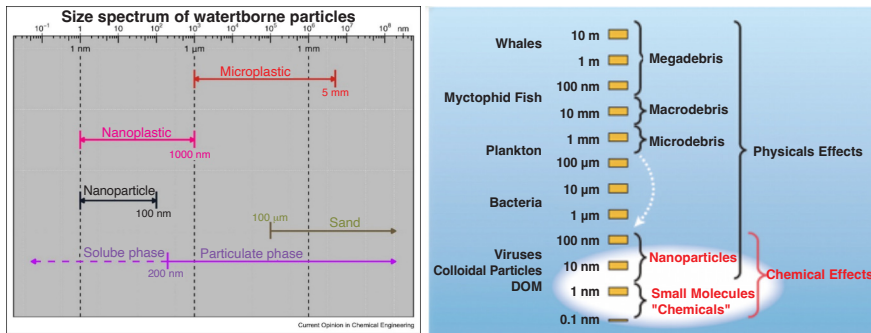 Size spectrum of watertborne particles
10⁻¹ 10⁰ 10¹ 10² 10³ 10⁴ 10⁵ 10⁶ 10⁷ 10⁸ nm
1 nm 1 µm 1 mm
Microplastic
5 mm
Nanoplastic
1000 nm
Nanoparticle
100 nm
100 µm
Sand
Solube phase Particulate phase
200 nm
Current Opinion in Chemical Engineering
Whales
Myctophid Fish
Plankton
Bacteria
Viruses
Colloidal Particles
DOM
10 m
1 m
100 nm
10 mm
1 mm
100 µm
10 µm
1 µm
100 nm
10 nm
1 nm
0.1 nm
Megadebris
Macrodebris
Microdebris
Nanoparticles
Small Molecules
"Chemicals"
Physicals Effects
Chemical Effects